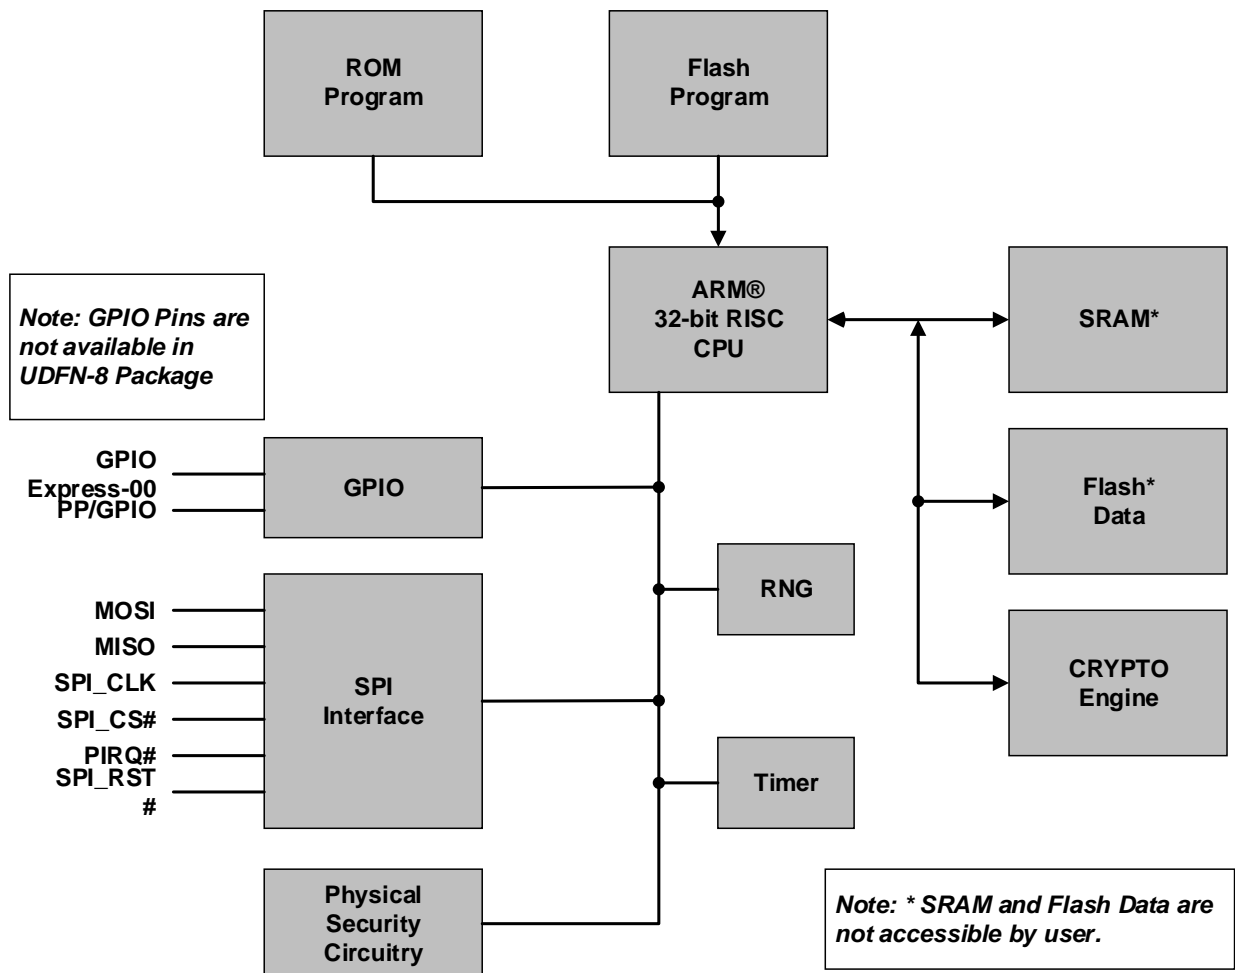 ROM
Program
Flash
Program
ARM®
32-bit RISC
CPU
SRAM*
Note: GPIO Pins are
not available in
UDFN-8 Package
GPIO
Express-00
PP/GPIO
GPIO
Flash*
Data
RNG
MOSI
MISO
SPI_CLK
SPI_CS#
PIRQ#
SPI_RST
#
SPI
Interface
CRYPTO
Engine
Timer
Physical
Security
Circuitry
Note: * SRAM and Flash Data are
not accessible by user.